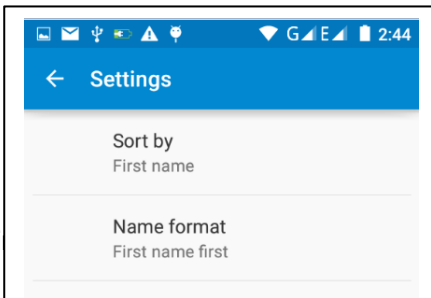 G E 2:44
Settings
Sort by
First name
Name format
First name first